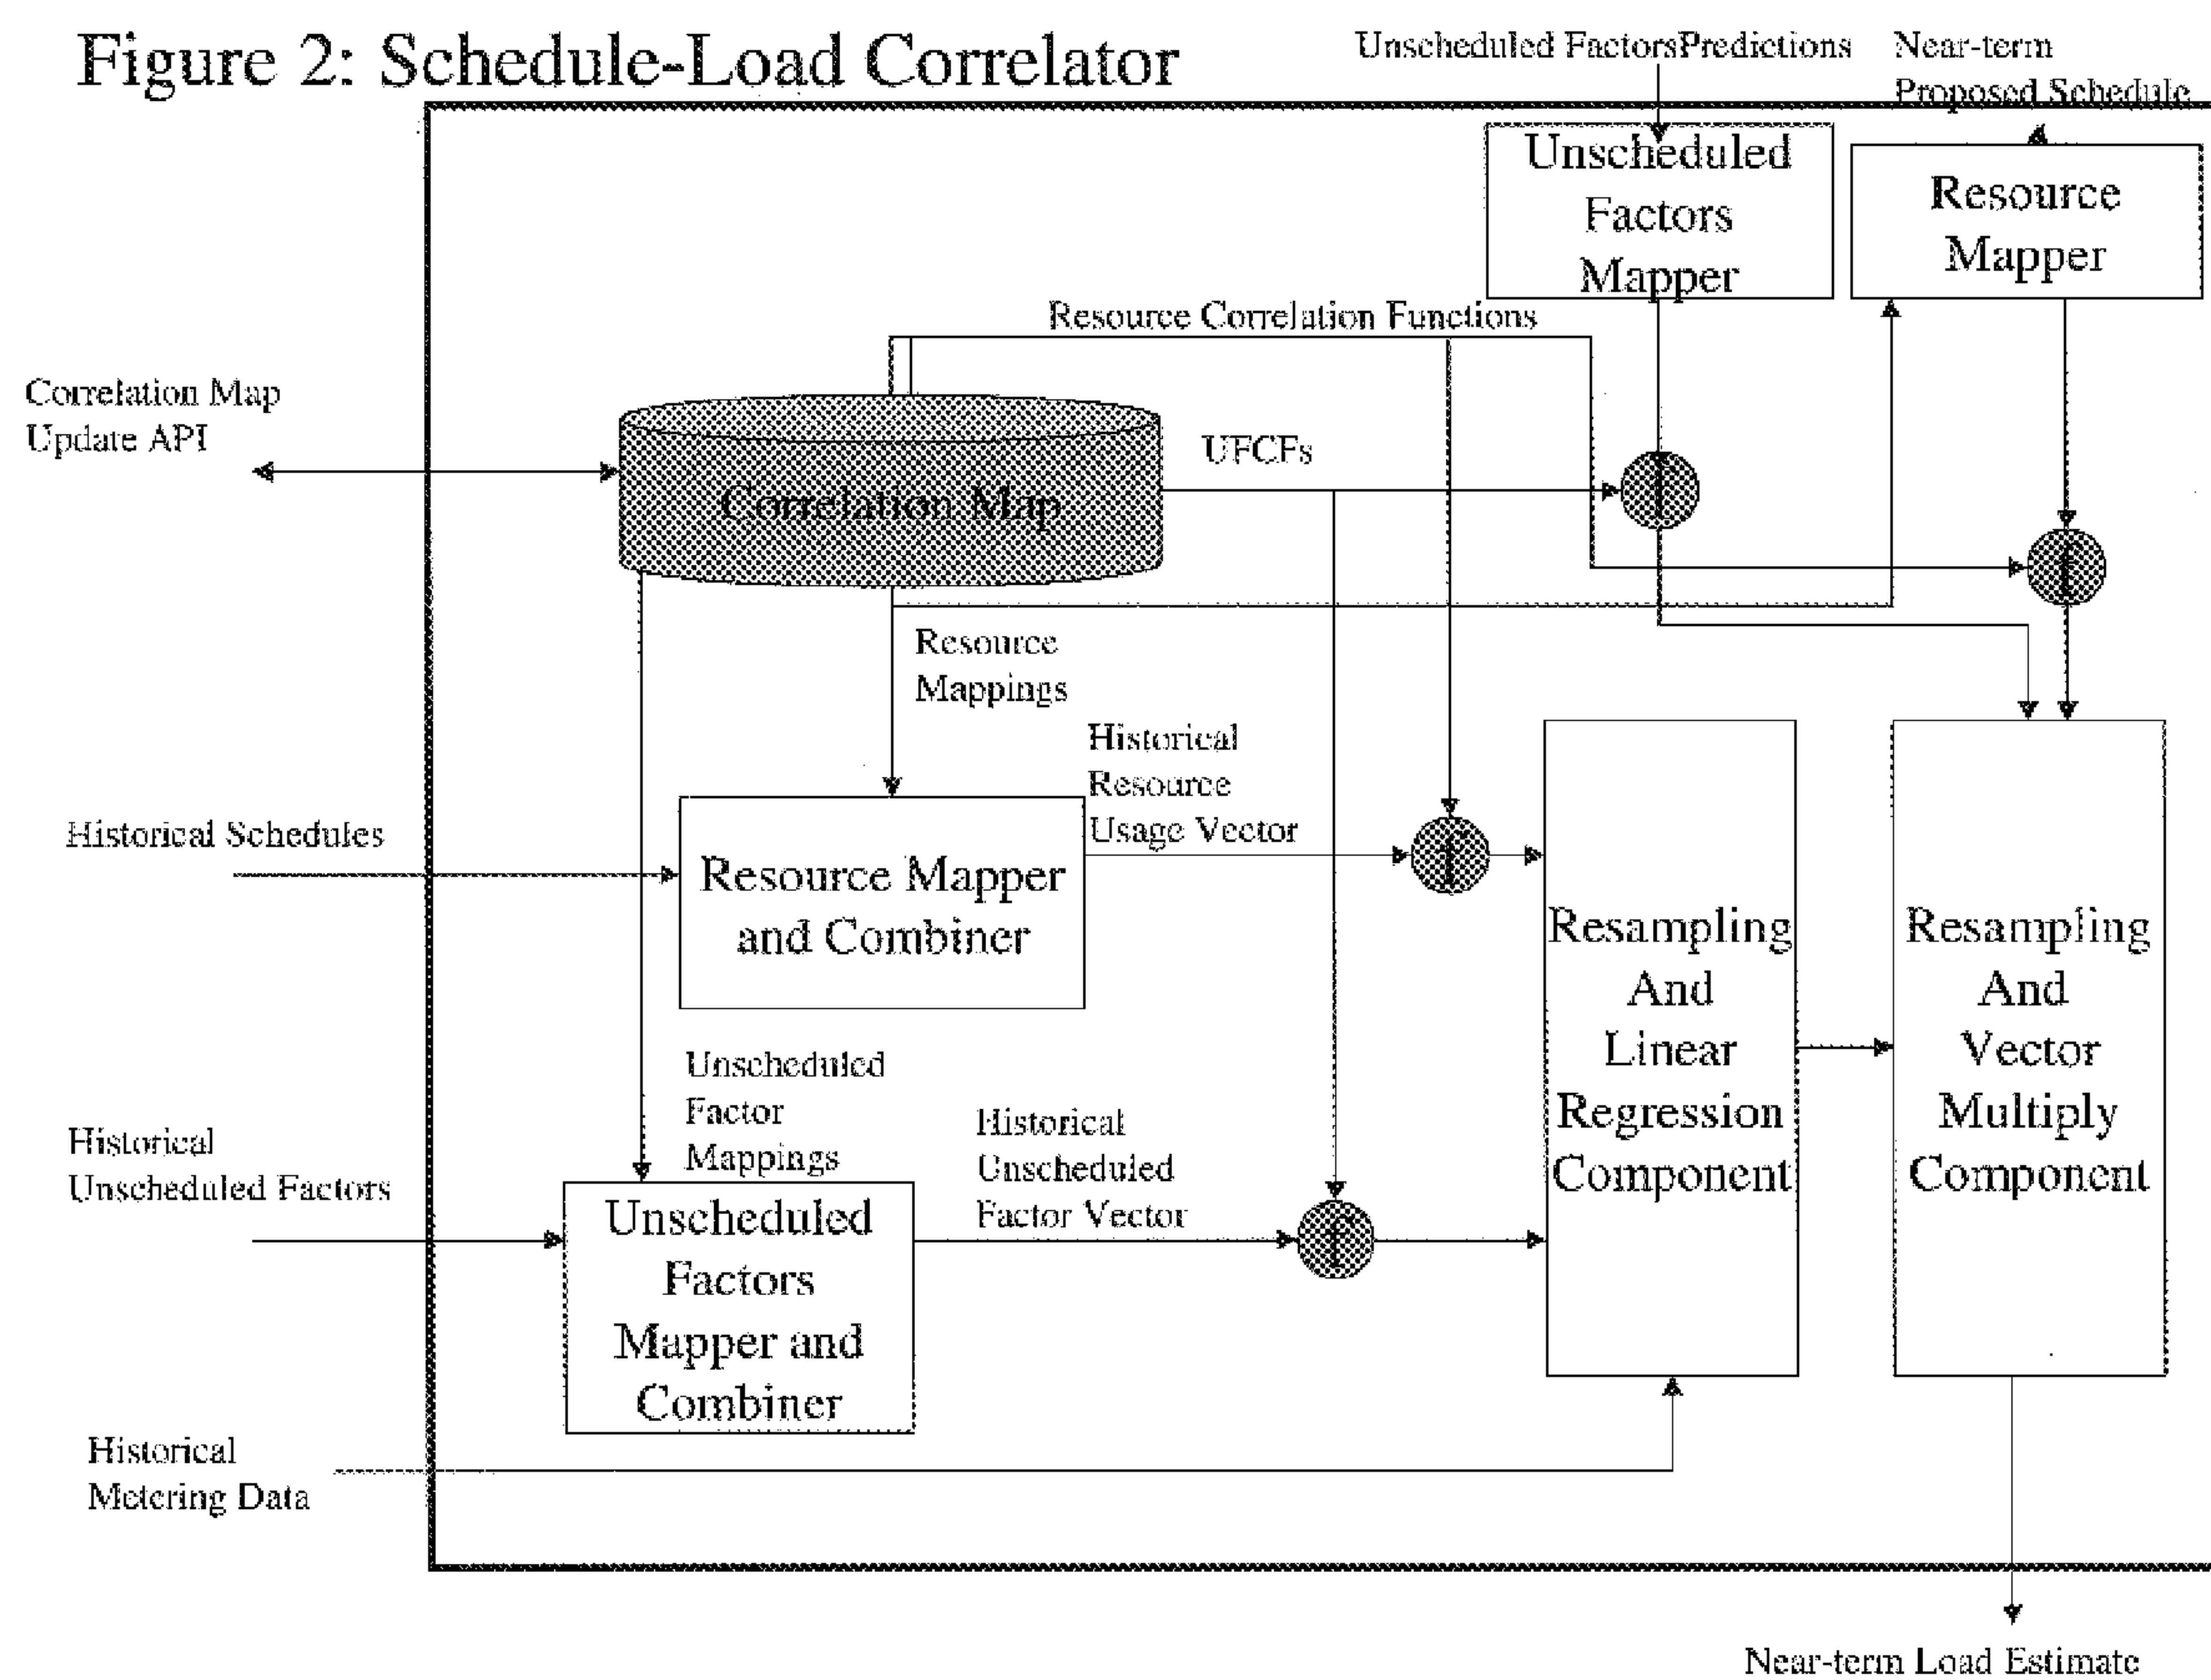 Figure 2: Schedule-Load Correlator
Unscheduled FactorsPredictions
Near-term
Proposed Schedule
Unscheduled
Factors
Mapper
Resource
Mapper
Resource Correlation Functions
Correlation Map
Update API
UFCFs
Correlation Map
f
f
Resource
Mappings
Historical
Resource
Usage Vector
Historical Schedules
f
Resource Mapper
and Combiner
Resampling
And
Linear
Regression
Component
Resampling
And
Vector
Multiply
Component
Unscheduled
Factor
Mappings
Historical
Unscheduled
Factor Vector
Historical
Unscheduled Factors
f
Unscheduled
Factors
Mapper and
Combiner
Historical
Metering Data
Near-term Load Estimate